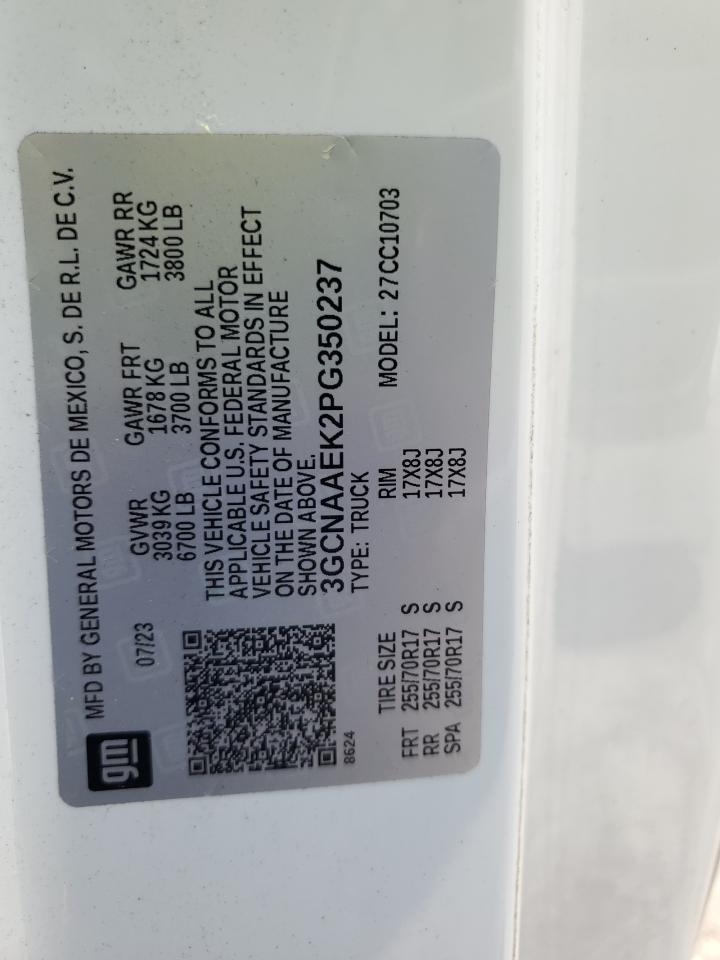 gm
MFD BY GENERAL MOTORS DE MEXICO, S. DE R.L. DE C.V.
07/23
GVWR GAWR FRT GAWR RR
3039 KG 1678 KG 1724 KG
6700 LB 3700 LB 3800 LB
THIS VEHICLE CONFORMS TO ALL
APPLICABLE U.S. FEDERAL MOTOR
VEHICLE SAFETY STANDARDS IN EFFECT
ON THE DATE OF MANUFACTURE
SHOWN ABOVE.
3GCNAAEK2PG350237
8624
TYPE: TRUCK
MODEL: 27CC10703
TIRE SIZE RIM
FRT 255/70R17 S 17X8J
RR 255/70R17 S 17X8J
SPA 255/70R17 S 17X8J